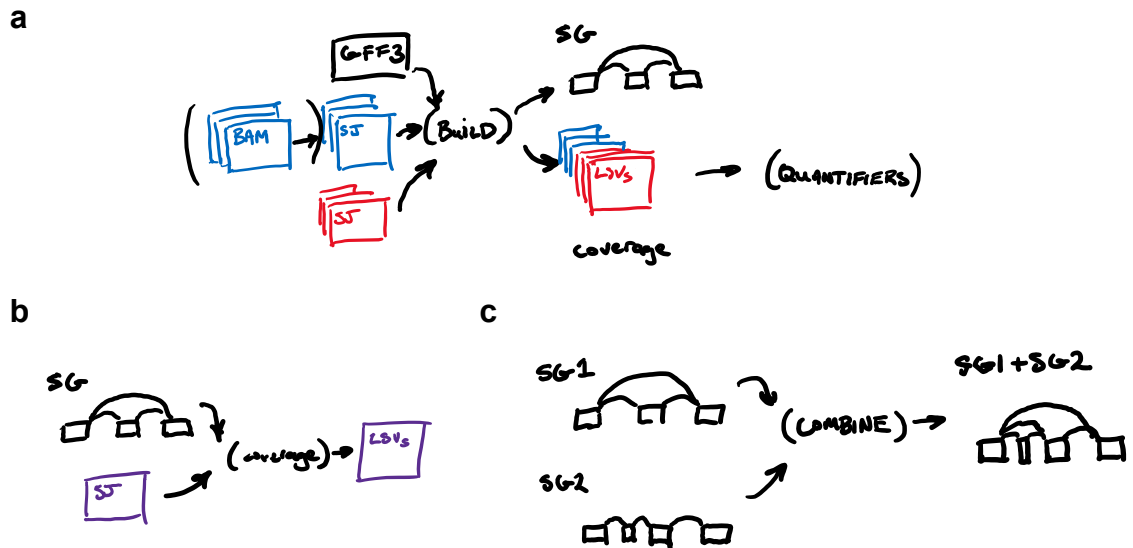 a
GFF3
SG
BAM
SJ
(BUILD)
SJ
LSVs
(QUANTIFIERS)
coverage
b
SG
SJ
(coverage)
LSVs
c
SG1
SG2
(COMBINE)
SG1+SG2